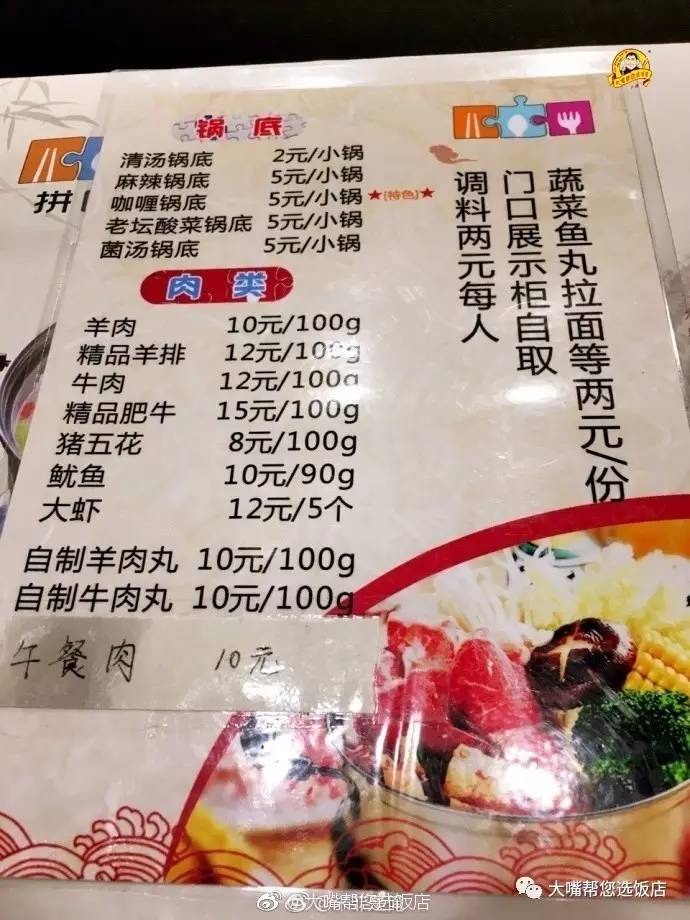 锅底
清汤锅底 2元/小锅
麻辣锅底 5元/小锅
咖喱锅底 5元/小锅 ★[特色]★
老坛酸菜锅底 5元/小锅
菌汤锅底 5元/小锅
肉类
羊肉 10元/100g
精品羊排 12元/100g
牛肉 12元/100g
精品肥牛 15元/100g
猪五花 8元/100g
鱿鱼 10元/90g
大虾 12元/5个
自制羊肉丸 10元/100g
自制牛肉丸 10元/100g
午餐肉 10元
蔬菜鱼丸拉面等两元/份
门口展示柜自取
调料两元每人
拼
大嘴帮您选饭店